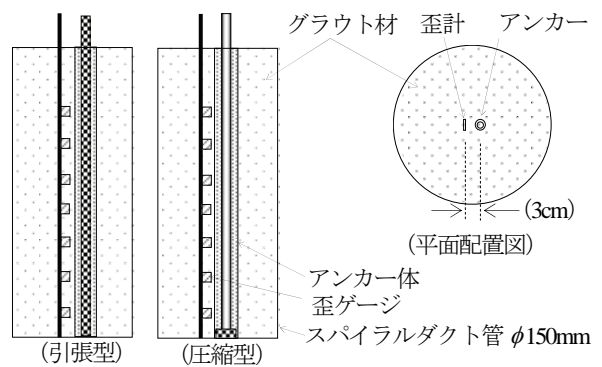 グラウト材 歪計 アンカー
(3cm)
(平面配置図)
アンカー体
歪ゲージ
スパイラルダクト管 φ150mm
(引張型) (圧縮型)